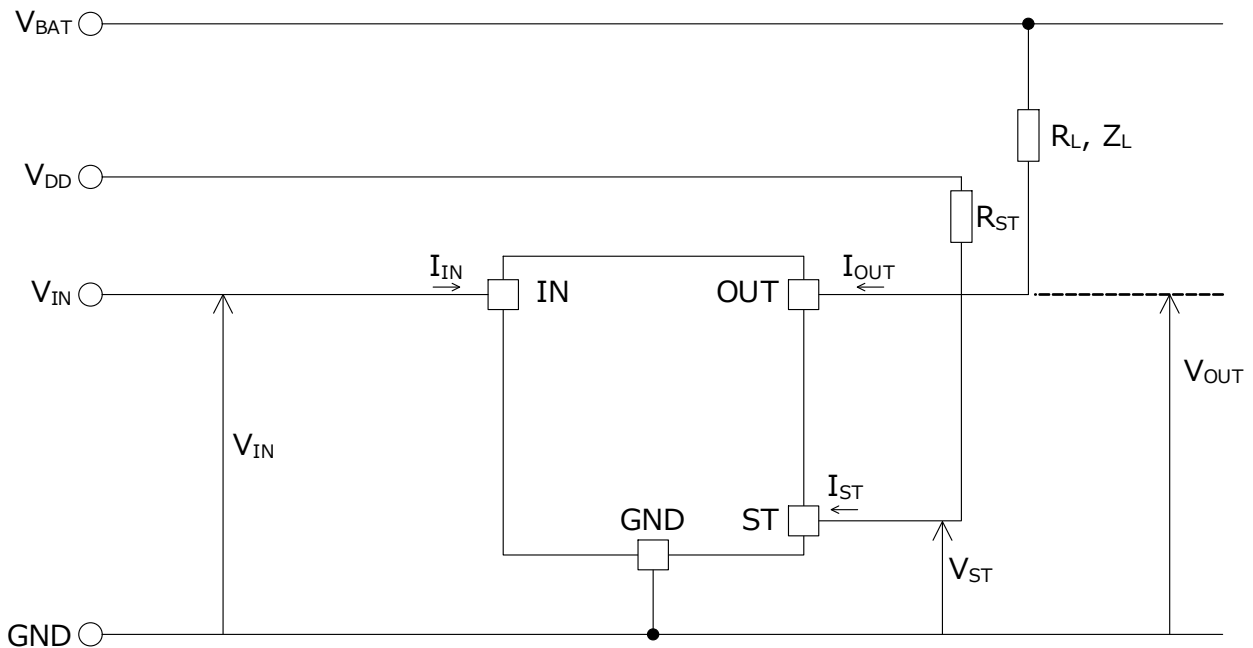 VBAT
RL, ZL
VDD
RST
IIN
IOUT
VIN
IN
OUT
VOUT
VIN
IST
GND
ST
VST
GND